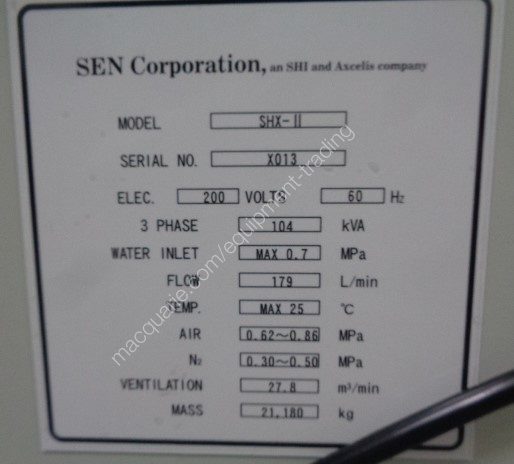 SEN Corporation, an SHI and Axcelis company
MODEL SHX-II
SERIAL NO. X013
ELEC. 200 VOLTS 60 Hz
3 PHASE 104 kVA
WATER INLET MAX 0.7 MPa
FLOW 179 L/min
TEMP. MAX 25 ℃
AIR 0.62~0.86 MPa
N₂ 0.30~0.50 MPa
VENTILATION 27.8 m³/min
MASS 21,180 kg
macquarie.com/equipment-trading